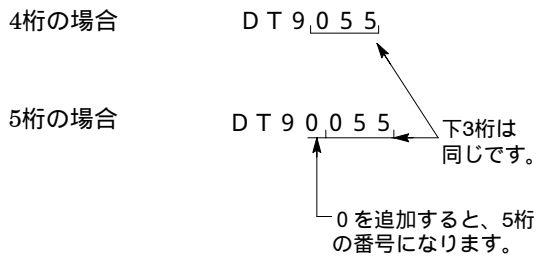 4桁の場合 DT9055
5桁の場合 DT90055
下3桁は
同じです。
0を追加すると、5桁
の番号になります。